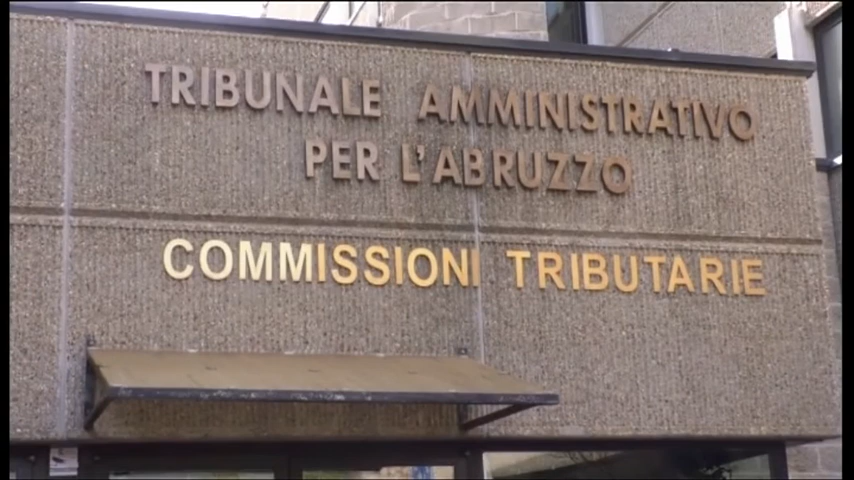 TRIBUNALE AMMINISTRATIVO
PER L'ABRUZZO
COMMISSIONI TRIBUTARIE